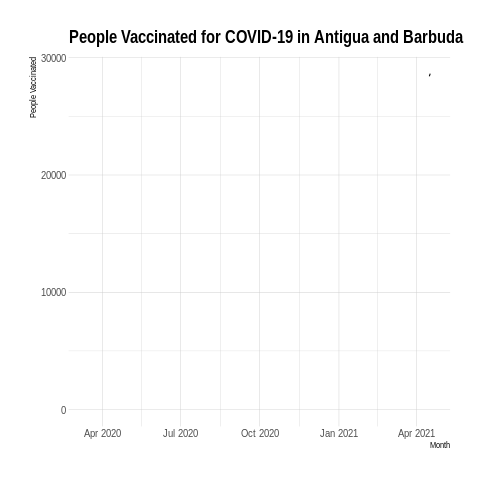 People Vaccinated for COVID-19 in Antigua and Barbuda
People Vaccinated
30000
20000
10000
0
Apr 2020 Jul 2020 Oct 2020 Jan 2021 Apr 2021
Month